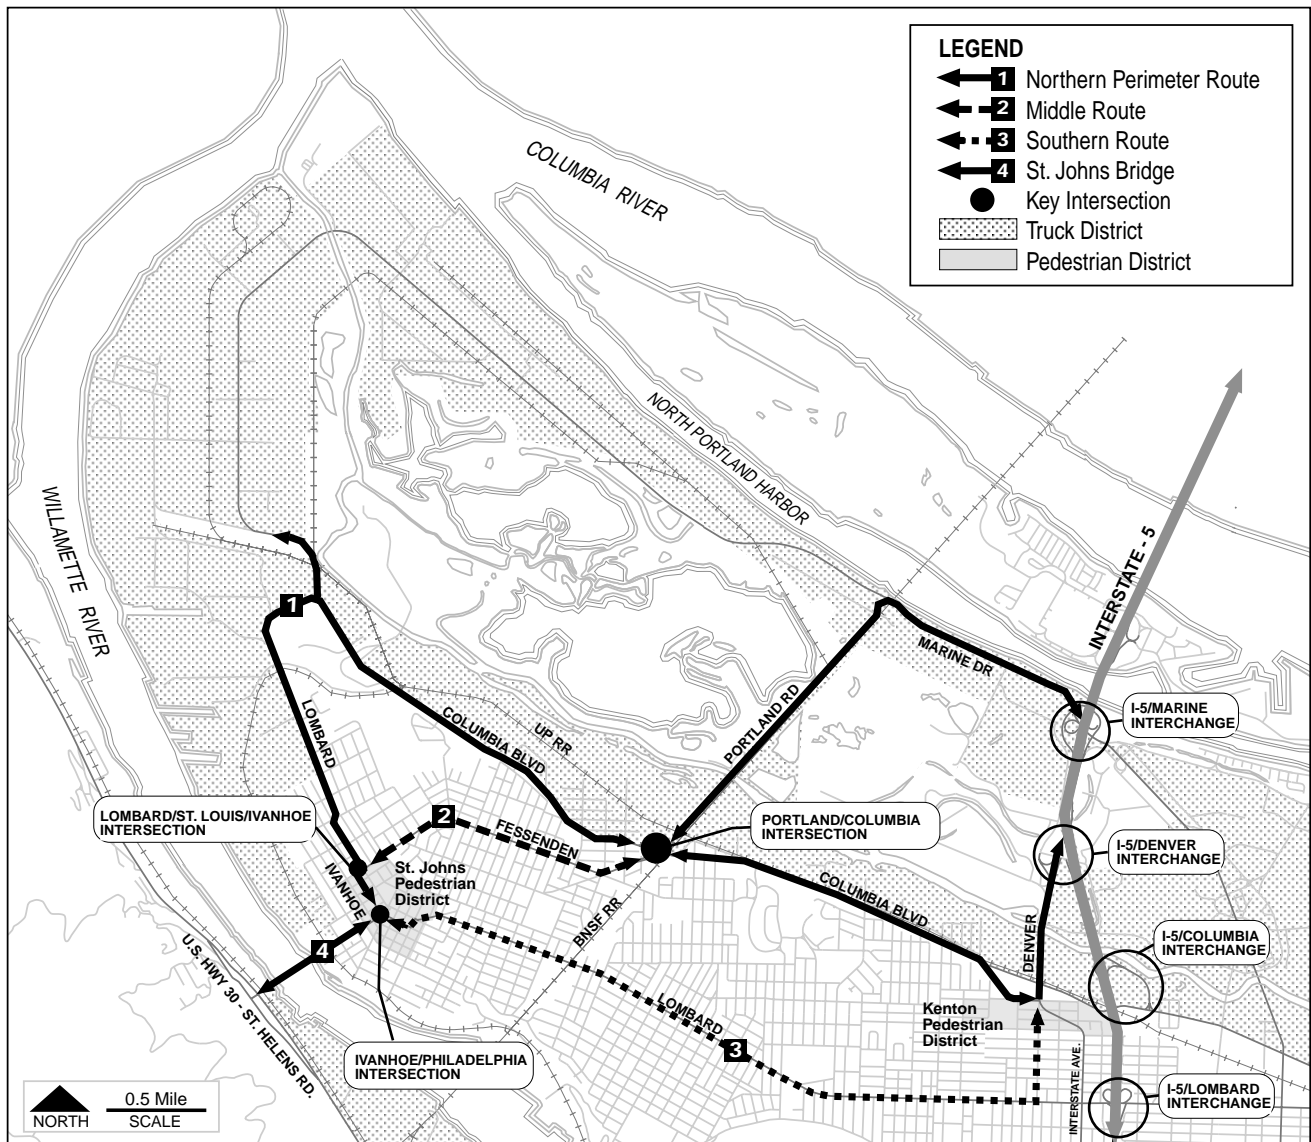 LEGEND
1 Northern Perimeter Route
2 Middle Route
3 Southern Route
4 St. Johns Bridge
Key Intersection
Truck District
Pedestrian District
COLUMBIA RIVER
NORTH PORTLAND HARBOR
WILLAMETTE RIVER
INTERSTATE - 5
1
MARINE DR
PORTLAND RD
I-5/MARINE
INTERCHANGE
LOMBARD
COLUMBIA BLVD
UP RR
LOMBARD/ST. LOUIS/IVANHOE
INTERSECTION
2
FESSENDEN
PORTLAND/COLUMBIA
INTERSECTION
I-5/DENVER
INTERCHANGE
IVANHOE
St. Johns
Pedestrian
District
COLUMBIA BLVD
BNSF RR
DENVER
I-5/COLUMBIA
INTERCHANGE
4
U.S. HWY 30 - ST. HELENS RD.
LOMBARD
3
Kenton
Pedestrian
District
IVANHOE/PHILADELPHIA
INTERSECTION
INTERSTATE AVE.
I-5/LOMBARD
INTERCHANGE
NORTH
0.5 Mile
SCALE